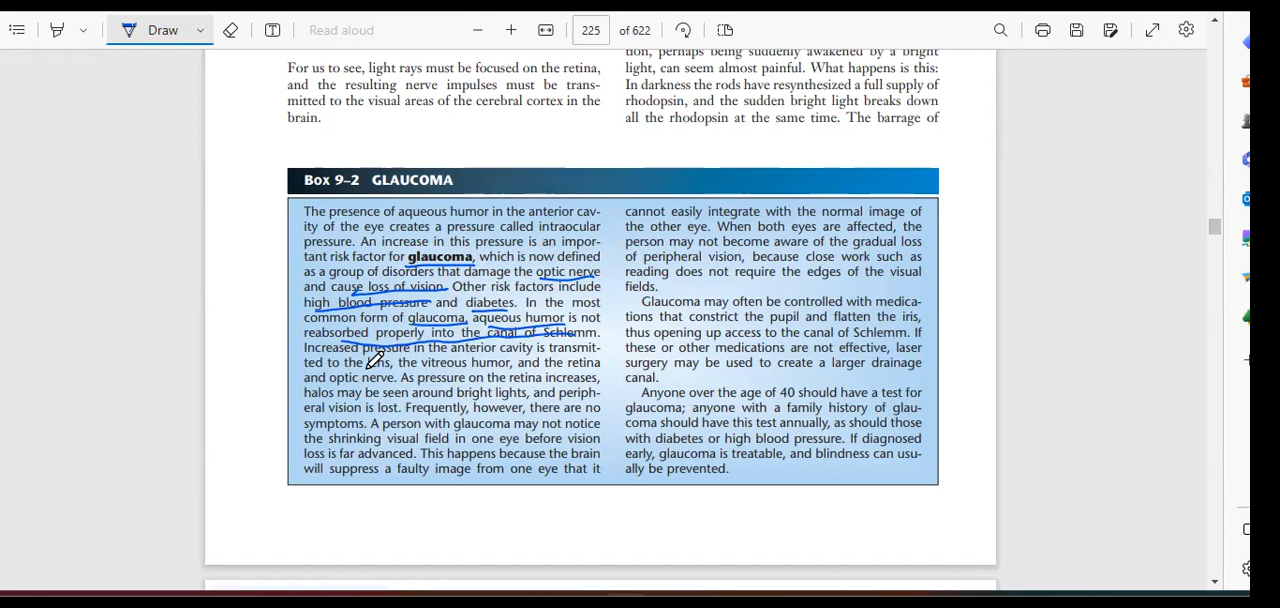 Draw
Read aloud
225
of 622
For us to see, light rays must be focused on the retina,
and the resulting nerve impulses must be trans-
mitted to the visual areas of the cerebral cortex in the
brain.
tion, perhaps being suddenly awakened by a bright
light, can seem almost painful. What happens is this:
In darkness the rods have resynthesized a full supply of
rhodopsin, and the sudden bright light breaks down
all the rhodopsin at the same time. The barrage of
Box 9–2 GLAUCOMA
The presence of aqueous humor in the anterior cav-
ity of the eye creates a pressure called intraocular
pressure. An increase in this pressure is an impor-
tant risk factor for glaucoma, which is now defined
as a group of disorders that damage the optic nerve
and cause loss of vision. Other risk factors include
high blood pressure and diabetes. In the most
common form of glaucoma, aqueous humor is not
reabsorbed properly into the canal of Schlemm.
Increased pressure in the anterior cavity is transmit-
ted to the lens, the vitreous humor, and the retina
and optic nerve. As pressure on the retina increases,
halos may be seen around bright lights, and periph-
eral vision is lost. Frequently, however, there are no
symptoms. A person with glaucoma may not notice
the shrinking visual field in one eye before vision
loss is far advanced. This happens because the brain
will suppress a faulty image from one eye that it
cannot easily integrate with the normal image of
the other eye. When both eyes are affected, the
person may not become aware of the gradual loss
of peripheral vision, because close work such as
reading does not require the edges of the visual
fields.
Glaucoma may often be controlled with medica-
tions that constrict the pupil and flatten the iris,
thus opening up access to the canal of Schlemm. If
these or other medications are not effective, laser
surgery may be used to create a larger drainage
canal.
Anyone over the age of 40 should have a test for
glaucoma; anyone with a family history of glau-
coma should have this test annually, as should those
with diabetes or high blood pressure. If diagnosed
early, glaucoma is treatable, and blindness can usu-
ally be prevented.